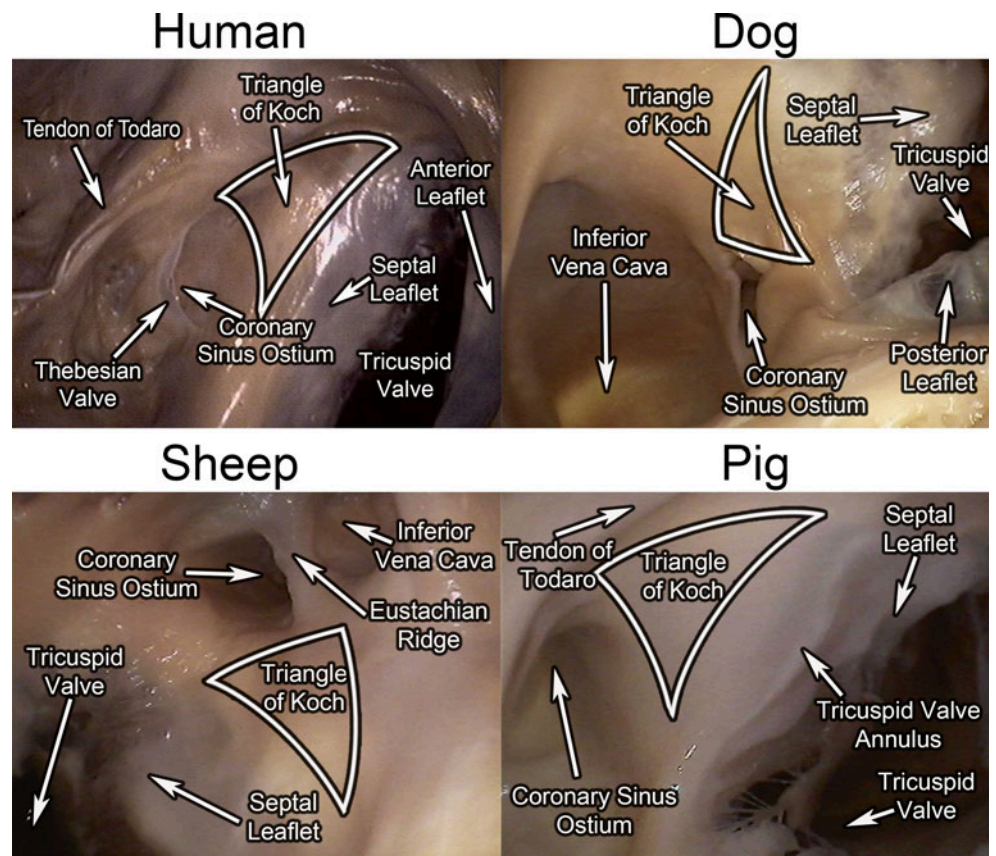 Human
Triangle
of Koch
Tendon of Todaro
Anterior
Leaflet
Septal
Leaflet
Coronary
Sinus Ostium
Thebesian
Valve
Tricuspid
Valve
Dog
Triangle
of Koch
Septal
Leaflet
Tricuspid
Valve
Inferior
Vena Cava
Coronary
Sinus Ostium
Posterior
Leaflet
Sheep
Coronary
Sinus Ostium
Inferior
Vena Cava
Eustachian
Ridge
Tricuspid
Valve
Triangle
of Koch
Septal
Leaflet
Pig
Tendon of
Todaro
Triangle
of Koch
Septal
Leaflet
Tricuspid Valve
Annulus
Coronary Sinus
Ostium
Tricuspid
Valve